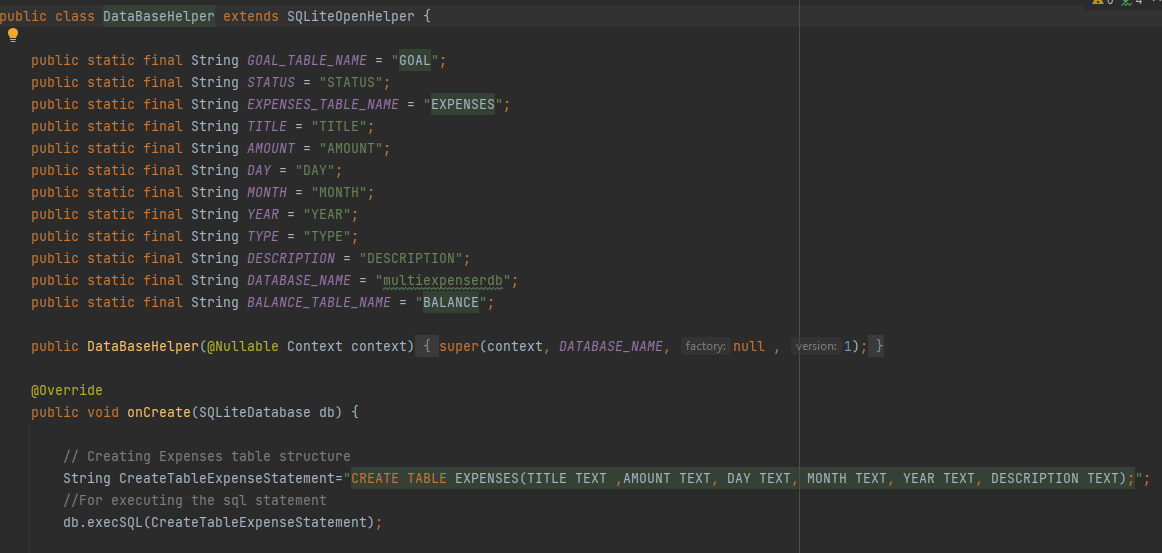 public class DataBaseHelper extends SQLiteOpenHelper {
public static final String GOAL_TABLE_NAME = "GOAL";
public static final String STATUS = "STATUS";
public static final String EXPENSES_TABLE_NAME = "EXPENSES";
public static final String TITLE = "TITLE";
public static final String AMOUNT = "AMOUNT";
public static final String DAY = "DAY";
public static final String MONTH = "MONTH";
public static final String YEAR = "YEAR";
public static final String TYPE = "TYPE";
public static final String DESCRIPTION = "DESCRIPTION";
public static final String DATABASE_NAME = "multiexpenserdb";
public static final String BALANCE_TABLE_NAME = "BALANCE";
public DataBaseHelper(@Nullable Context context) { super(context, DATABASE_NAME, factory: null , version: 1); }
@Override
public void onCreate(SQLiteDatabase db) {
// Creating Expenses table structure
String CreateTableExpenseStatement="CREATE TABLE EXPENSES(TITLE TEXT ,AMOUNT TEXT, DAY TEXT, MONTH TEXT, YEAR TEXT, DESCRIPTION TEXT);";
//For executing the sql statement
db.execSQL(CreateTableExpenseStatement);